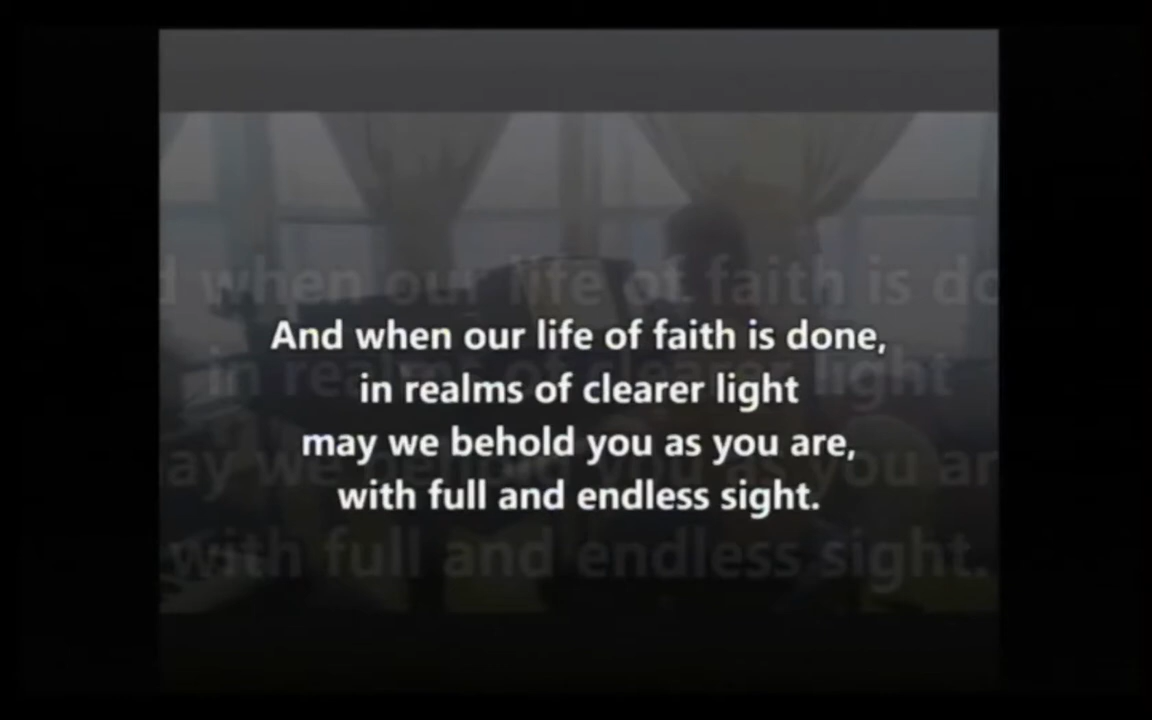 And when our life of faith is done,
in realms of clearer light
may we behold you as you are,
with full and endless sight.